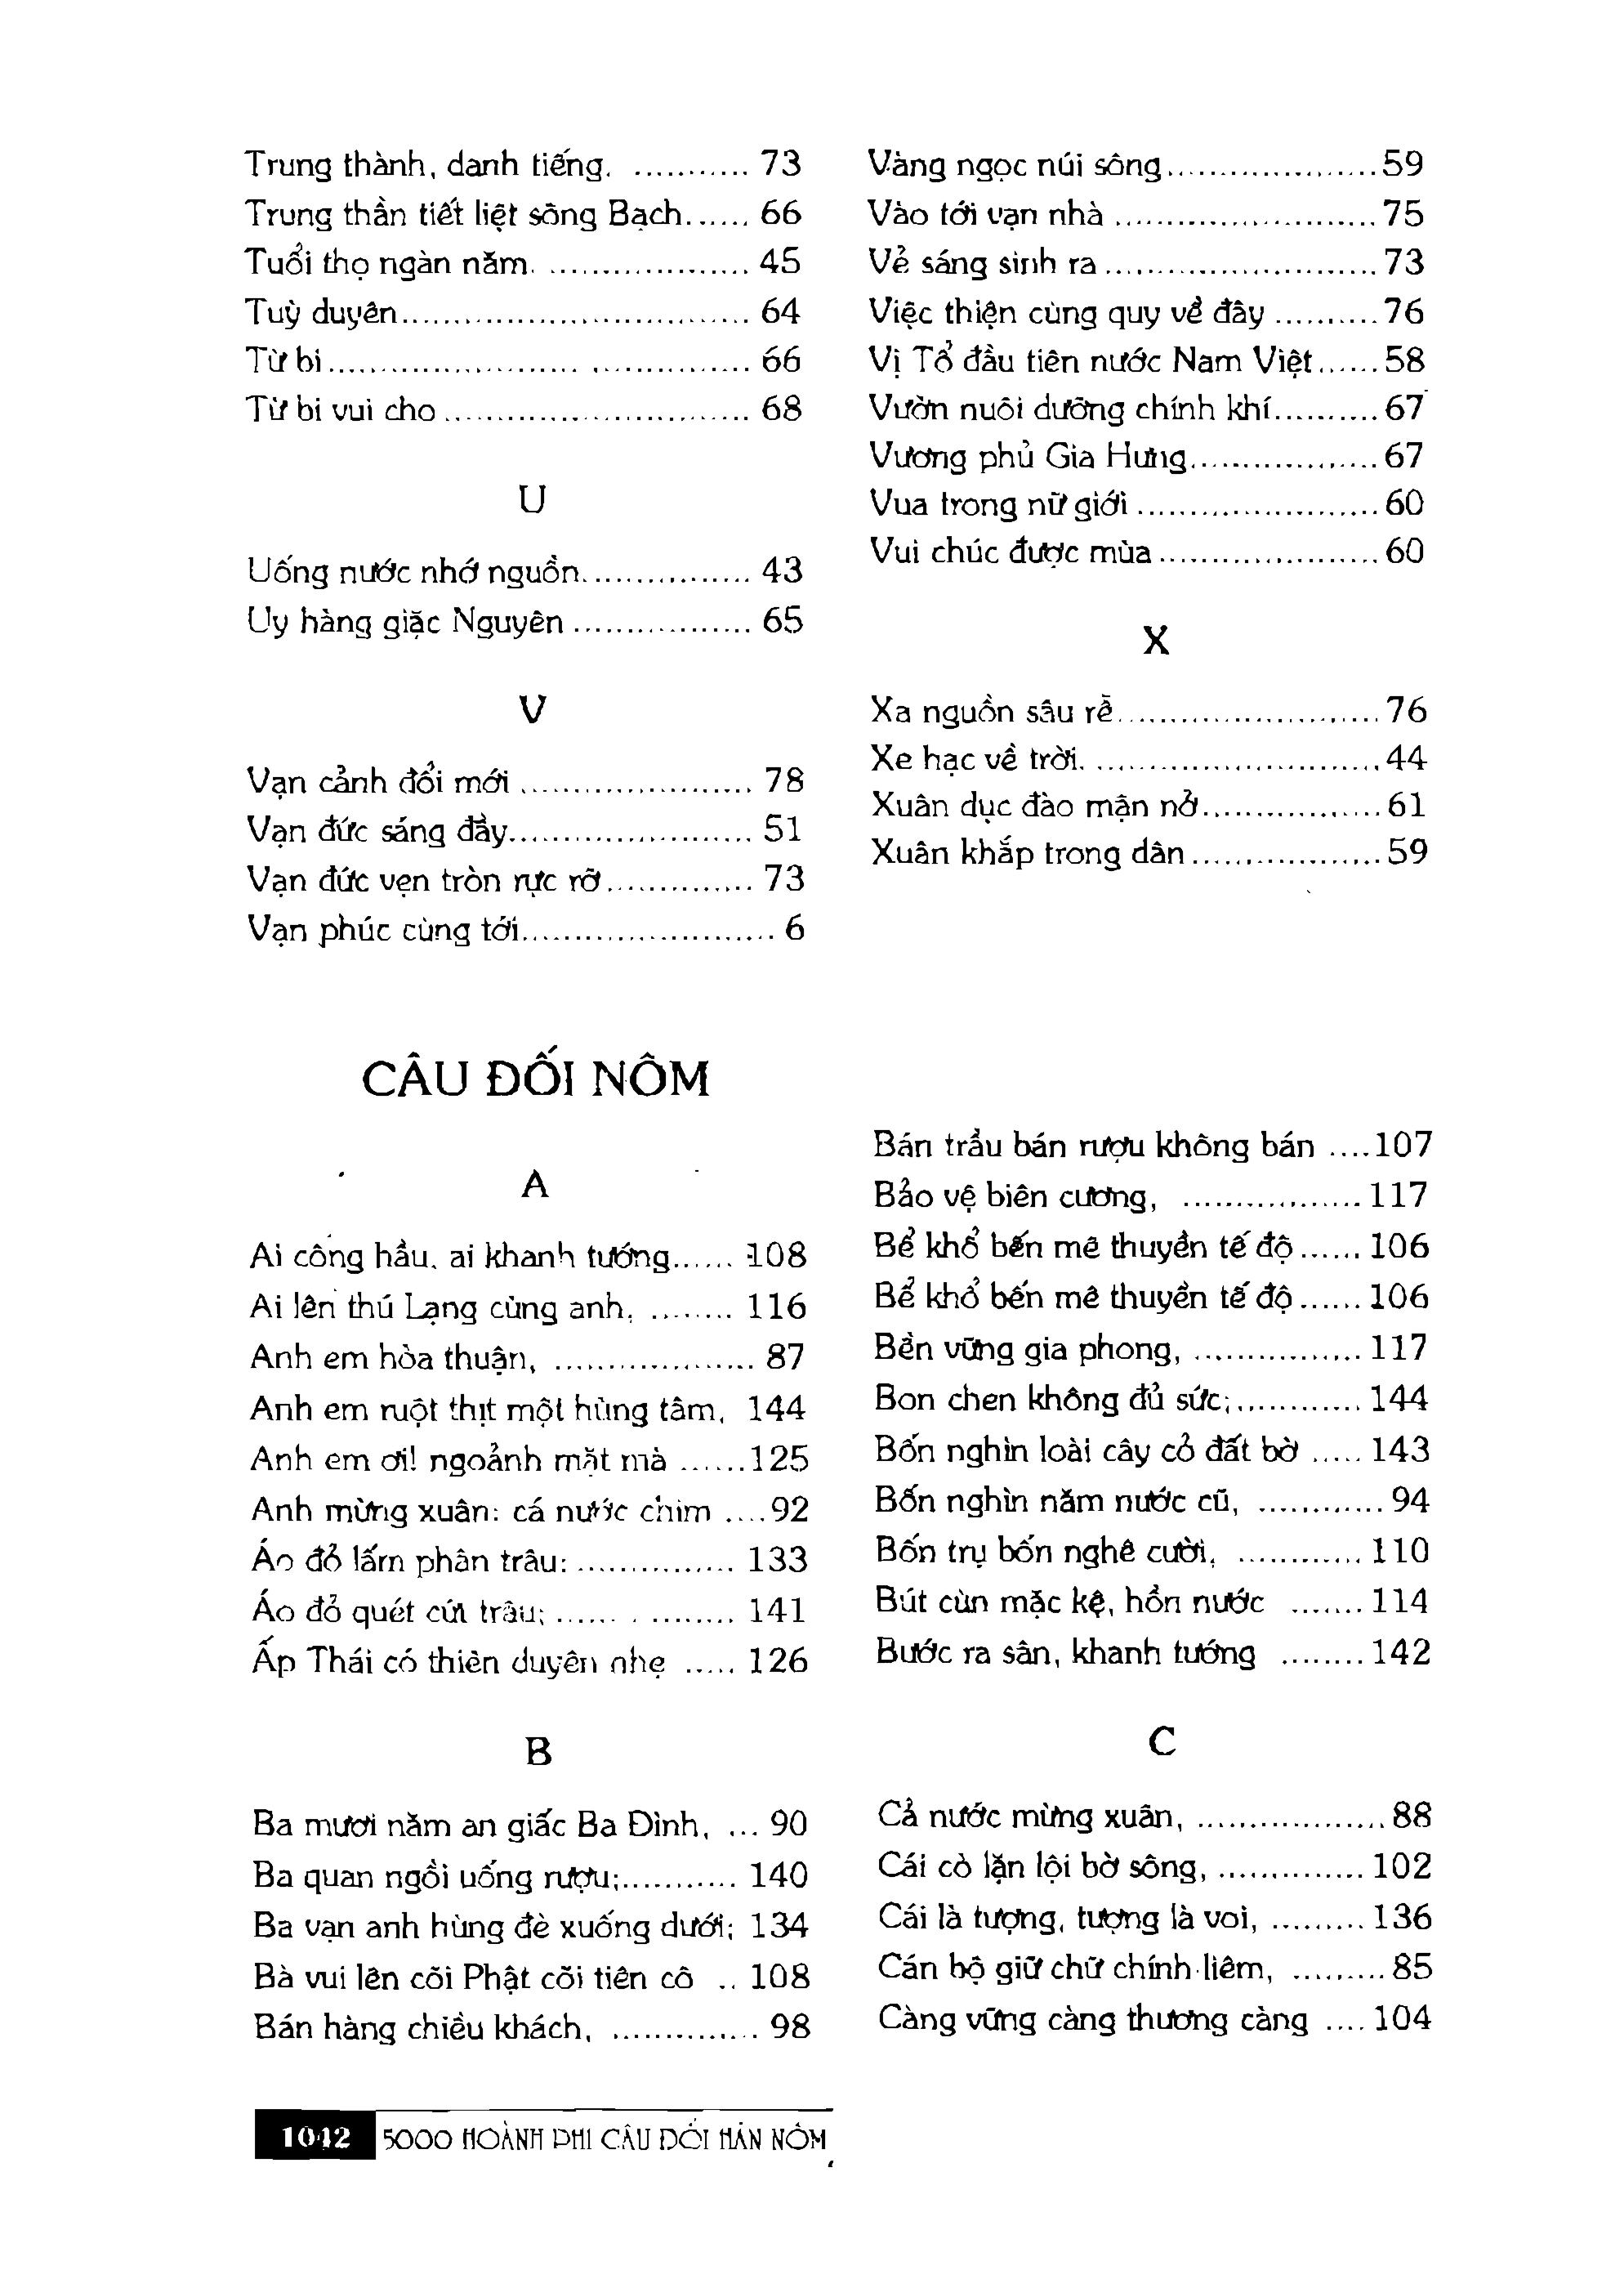 Trung thành, danh tiếng. ........... 73
Trung thần tiết liệt sông Bạch...... 66
Tuổi thọ ngàn năm. ................... 45
Tuỳ duyên................................. 64
Từ bi........................................ 66
Từ bi vui cho ............................. 68
U
Uống nước nhớ nguồn................ 43
Uy hàng giặc Nguyên ................. 65
V
Vạn cảnh đổi mới ...................... 78
Vạn đức sáng đầy....................... 51
Vạn đức vẹn tròn rực rỡ.............. 73
Vạn phúc cùng tới........................ 6
Vàng ngọc núi sông....................59
Vào tới vạn nhà .........................75
Vẻ sáng sinh ra ..........................73
Việc thiện cùng quy về đây ..........76
Vị Tổ đầu tiên nước Nam Việt......58
Vườn nuôi dưỡng chính khí..........67
Vương phủ Gia Hưng..................67
Vua trong nữ giới .......................60
Vui chúc được mùa.....................60
X
Xa nguồn sâu rễ.........................76
Xe hạc về trời. ...........................44
Xuân dục đào mận nở.................61
Xuân khắp trong dân ..................59
CÂU ĐỐI NÔM
A
Ai công hầu, ai khanh tướng...... 108
Ai lên thú Lạng cùng anh, ........ 116
Anh em hòa thuận, ................... 87
Anh em ruột thịt một hùng tâm, 144
Anh em ơi! ngoảnh mặt mà ......125
Anh mừng xuân: cá nước chim ....92
Áo đỏ lấm phân trâu: ............... 133
Áo đỏ quét cứt trâu; ................. 141
Ấp Thái có thiên duyên nhẹ ..... 126
B
Ba mươi năm an giấc Ba Đình, ... 90
Ba quan ngồi uống rượu;........... 140
Ba vạn anh hùng đè xuống dưới; 134
Bà vui lên cõi Phật cõi tiên cô .. 108
Bán hàng chiều khách, .............. 98
Bán trầu bán rượu không bán ....107
Bảo vệ biên cương, .................117
Bể khổ bến mê thuyền tế độ...... 106
Bể khổ bến mê thuyền tế độ...... 106
Bền vững gia phong, ................117
Bon chen không đủ sức;............ 144
Bốn nghìn loài cây cỏ đất bờ ..... 143
Bốn nghìn năm nước cũ, ............ 94
Bốn trụ bốn nghê cười, ............ 110
Bút cùn mặc kệ, hồn nước .......114
Bước ra sân, khanh tướng ........142
C
Cả nước mừng xuân, ..................88
Cái cò lặn lội bờ sông, .............. 102
Cái là tượng, tượng là voi, ......... 136
Cán bộ giữ chữ chính liêm, .........85
Càng vững càng thương càng .... 104
1042 5000 HOÀNH PHI CÂU ĐỐI HÁN NÔM